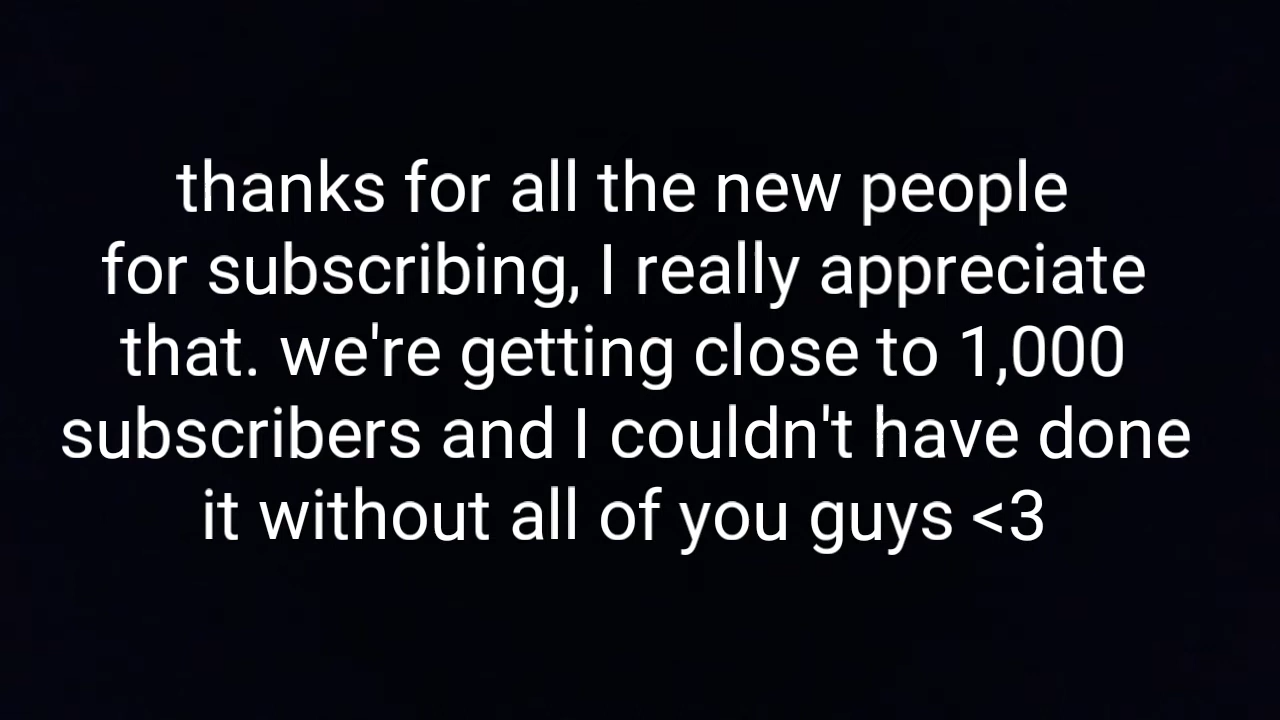 thanks for all the new people
for subscribing, I really appreciate
that. we're getting close to 1,000
subscribers and I couldn't have done
it without all of you guys <3